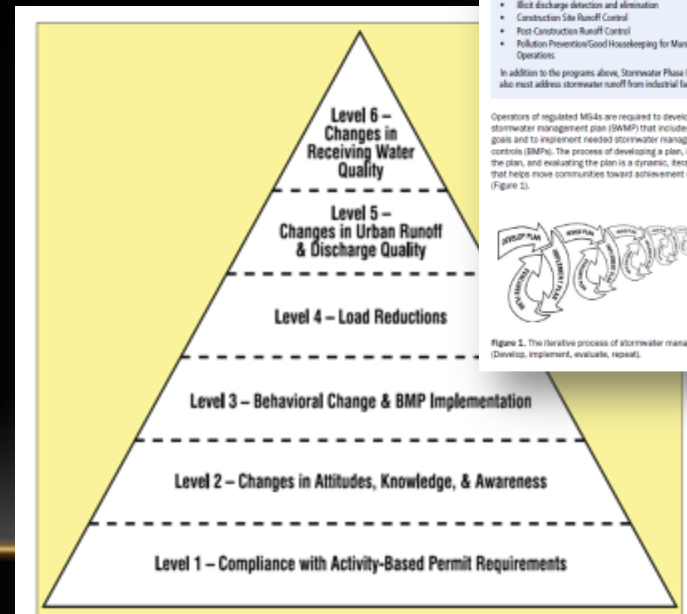 Level 6 –
Changes in
Receiving Water
Quality
Level 5 –
Changes in Urban Runoff
& Discharge Quality
Level 4 – Load Reductions
Level 3 – Behavioral Change & BMP Implementation
Level 2 – Changes in Attitudes, Knowledge, & Awareness
Level 1 – Compliance with Activity-Based Permit Requirements
• Illicit discharge detection and elimination
• Construction Site Runoff Control
• Post-Construction Runoff Control
• Pollution Prevention/Good Housekeeping for
Operations
In addition to the programs above, Stormwater Phase
also must address stormwater runoff from industrial
Operators of regulated MS4s are required to
stormwater management plan (SWMP) that
goals and to implement needed stormwater
controls (BMPs). The process of developing a plan,
the plan, and evaluating the plan is a dynamic,
that helps move communities toward achievement
(Figure 1).
DEVELOP PLAN
Figure 1. The iterative process of stormwater
(Develop, implement, evaluate, repeat).